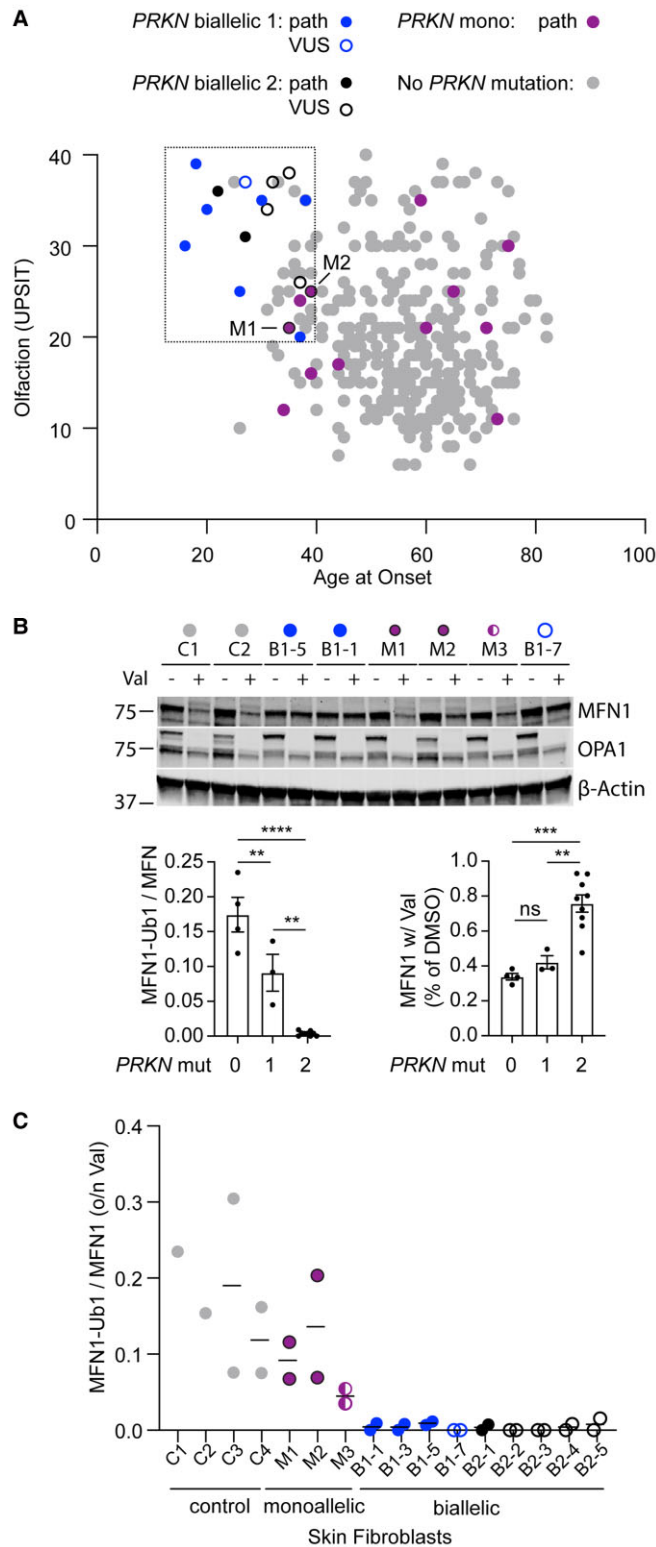 A
PRKN biallelic 1: path
VUS
PRKN mono: path
PRKN biallelic 2: path
VUS
No PRKN mutation:
40
30
20
10
0
Olfaction (UPSIT)
M2
M1
0 20 40 60 80 100
Age at Onset
B
C1 C2 B1-5 B1-1 M1 M2 M3 B1-7
Val - + - + - + - + - + - + - + - +
75 MFN1
75 OPA1
37 β-Actin
MFN1-Ub1 / MFN
0.25
0.20
0.15
0.10
0.05
0.00
****
**
**
PRKN mut 0 1 2
MFN1 w/ Val
(% of DMSO)
1.0
0.8
0.6
0.4
0.2
0
***
**
ns
PRKN mut 0 1 2
C
MFN1-Ub1 / MFN1 (o/n Val)
0.4
0.3
0.2
0.1
0.0
C1 C2 C3 C4 M1 M2 M3 B1-1 B1-3 B1-5 B1-7 B2-1 B2-2 B2-3 B2-4 B2-5
control monoallelic biallelic
Skin Fibroblasts